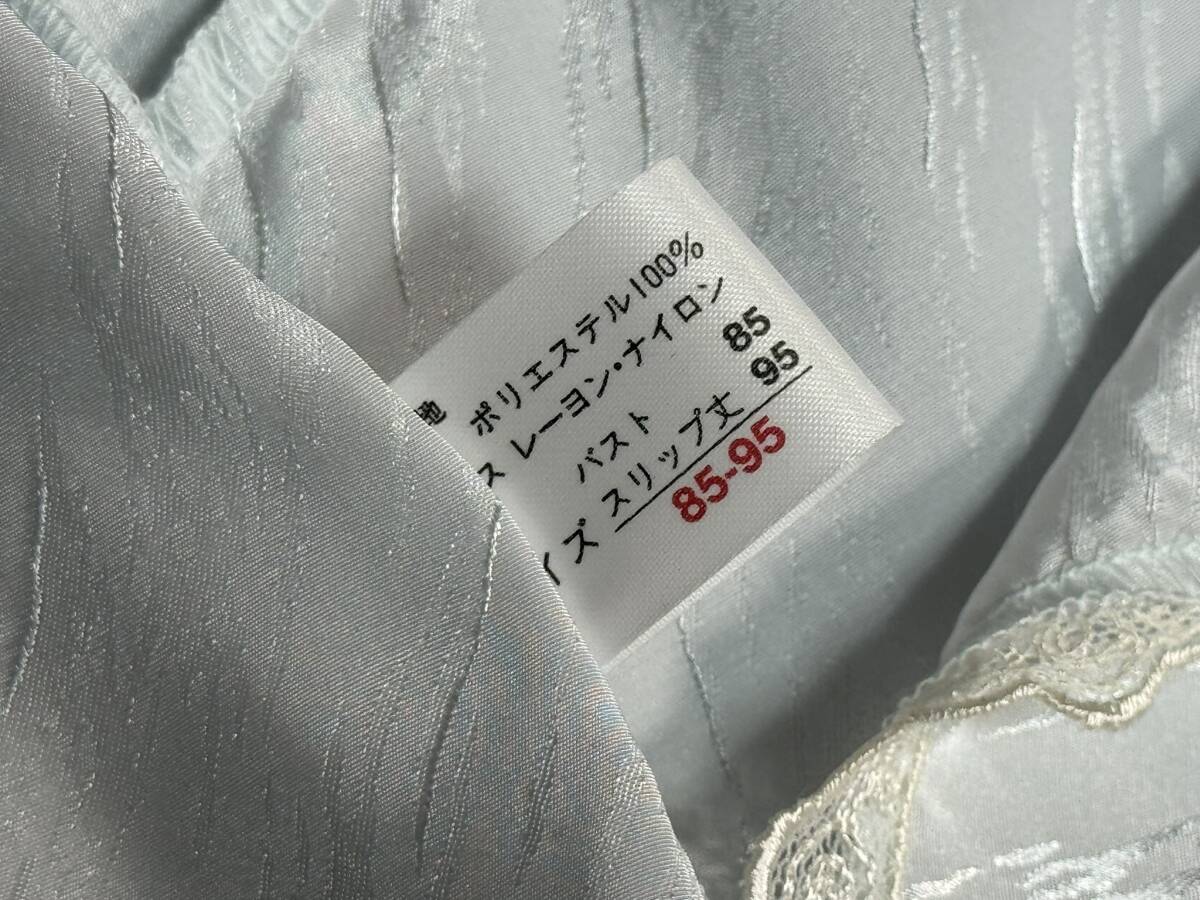 地 ポリエステル100%
ス レーヨン・ナイロン
バスト 85
スリップ丈 95
イズ 85-95